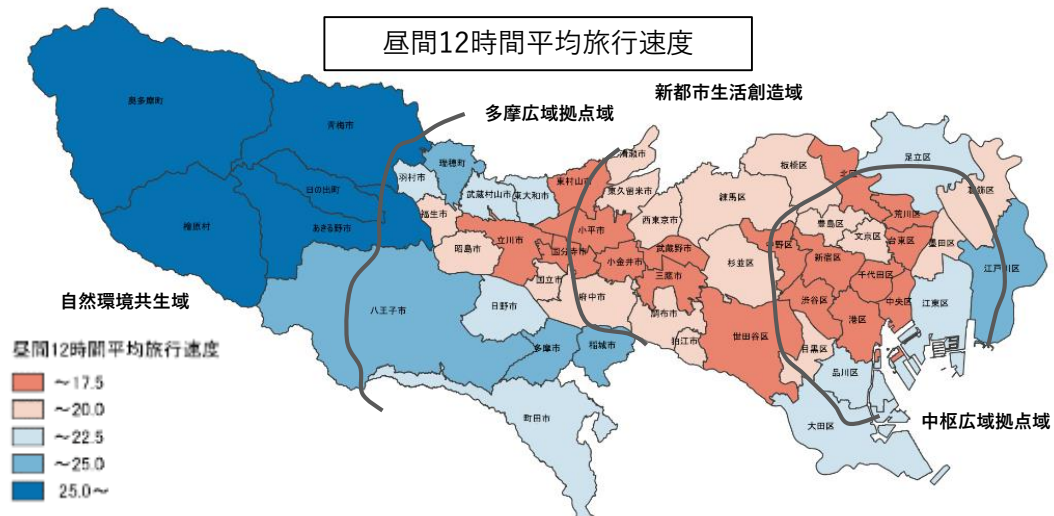 昼間12時間平均旅行速度
新都市生活創造域
多摩広域拠点域
奥多摩町
青梅市
瑞穂町
羽村市
日の出町
武蔵村山市
東大和市
東村山市
清瀬市
東久留米市
板橋区
北区
足立区
葛飾区
練馬区
西東京市
檜原村
あきる野市
福生市
昭島市
立川市
小平市
国分寺市
小金井市
武蔵野市
三鷹市
杉並区
中野区
豊島区
文京区
荒川区
台東区
墨田区
新宿区
千代田区
江戸川区
国立市
府中市
調布市
狛江市
世田谷区
渋谷区
港区
中央区
江東区
自然環境共生域
八王子市
日野市
多摩市
稲城市
目黒区
品川区
町田市
大田区
中枢広域拠点域
昼間12時間平均旅行速度
～17.5
～20.0
～22.5
～25.0
25.0～